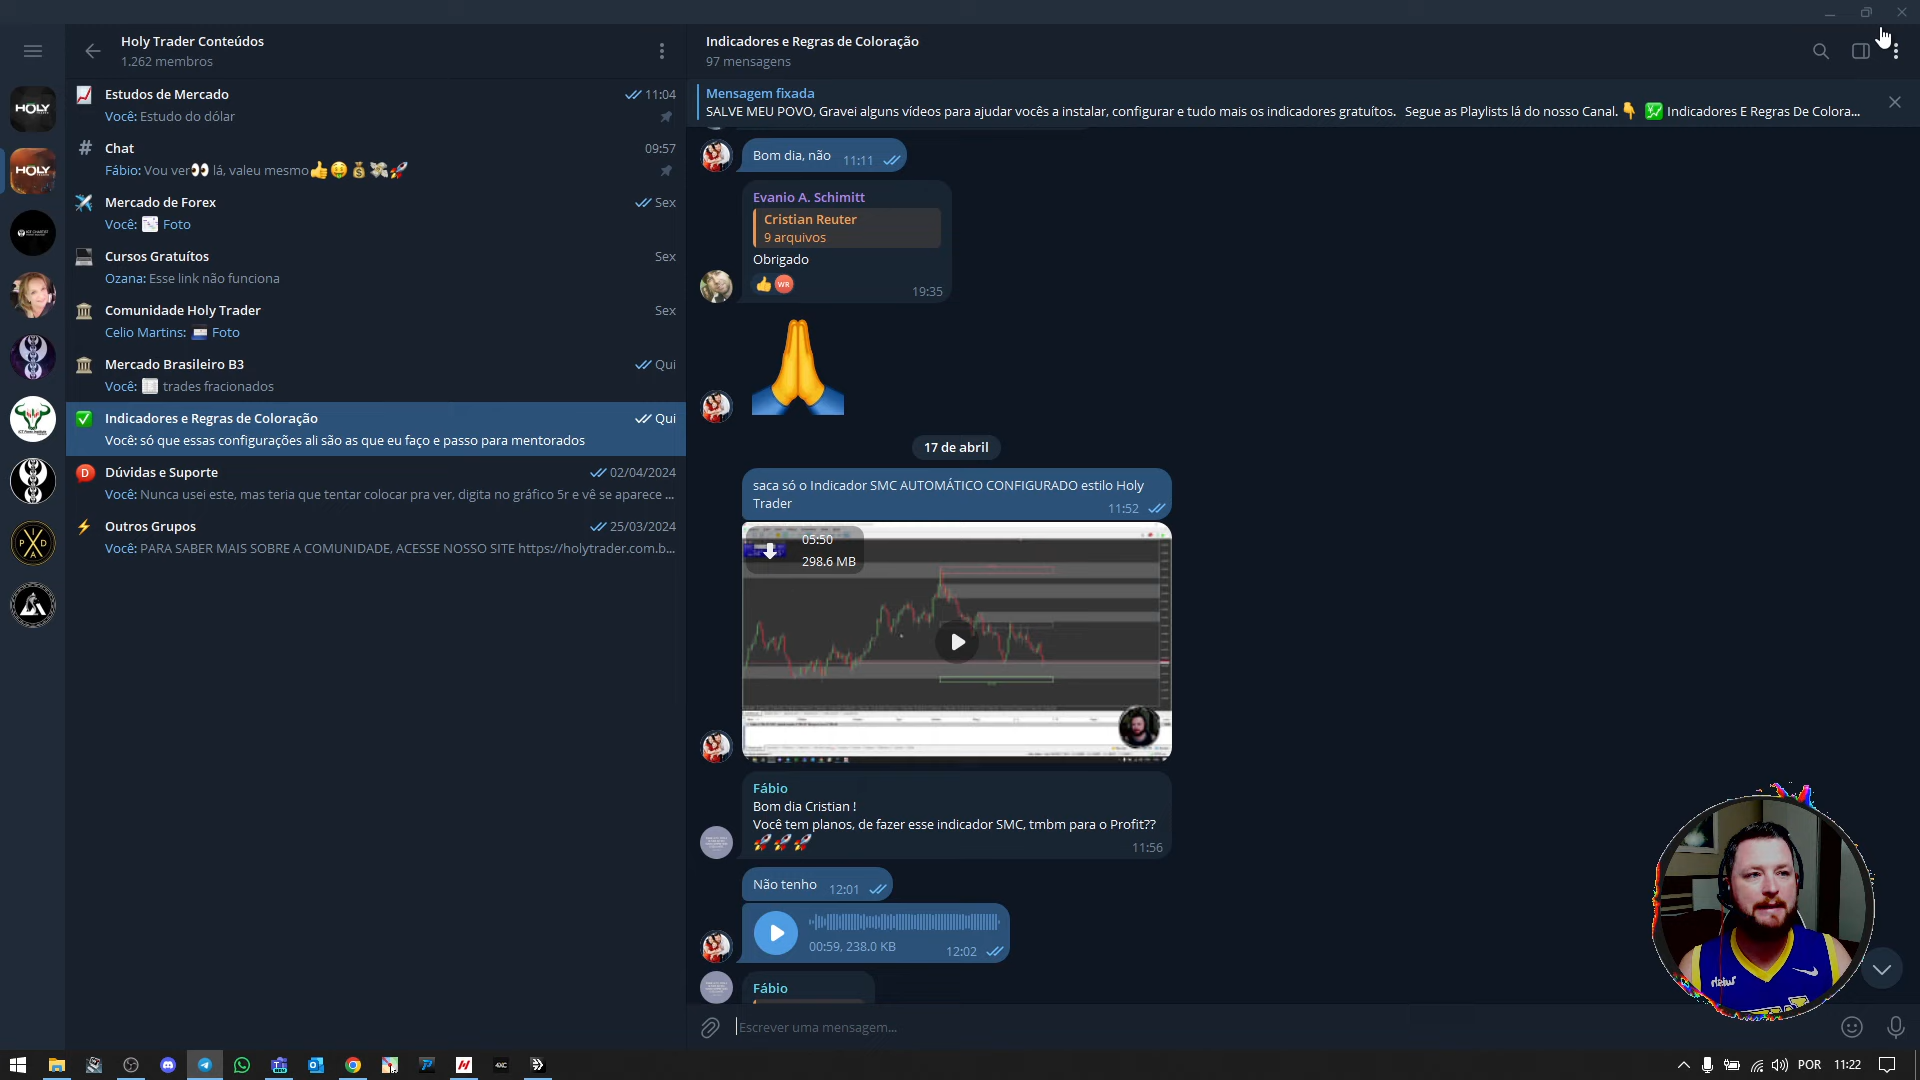 Holy Trader Conteúdos
1.262 membros
HOLY
HOLY
Estudos de Mercado
11:04
Você: Estudo do dólar
Chat
09:57
Fábio: Vou ver👀 lá, valeu mesmo👍🤑💰💸🚀
Mercado de Forex
Sex
Você: Foto
Cursos Gratuítos
Sex
Ozana: Esse link não funciona
Comunidade Holy Trader
Sex
Celio Martins: Foto
Mercado Brasileiro B3
Qui
Você: trades fracionados
Indicadores e Regras de Coloração
Qui
Você: só que essas configurações ali são as que eu faço e passo para mentorados
D
Dúvidas e Suporte
02/04/2024
Você: Nunca usei este, mas teria que tentar colocar pra ver, digita no gráfico 5r e vê se aparece ...
Outros Grupos
25/03/2024
Você: PARA SABER MAIS SOBRE A COMUNIDADE, ACESSE NOSSO SITE https://holytrader.com.b...
Indicadores e Regras de Coloração
97 mensagens
Mensagem fixada
SALVE MEU POVO, Gravei alguns vídeos para ajudar vocês a instalar, configurar e tudo mais os indicadores gratuítos. Segue as Playlists lá do nosso Canal.👇 💹 Indicadores E Regras De Colora...
Bom dia, não 11:11
Evanio A. Schimitt
Cristian Reuter
9 arquivos
Obrigado
👍 WR
19:35
17 de abril
saca só o Indicador SMC AUTOMÁTICO CONFIGURADO estilo Holy
Trader
11:52
05:50
298.6 MB
Fábio
Bom dia Cristian !
Você tem planos, de fazer esse indicador SMC, tmbm para o Profit??
🚀🚀🚀
11:56
Não tenho 12:01
00:59, 238.0 KB
12:02
Fábio
Escrever uma mensagem...
POR
11:22